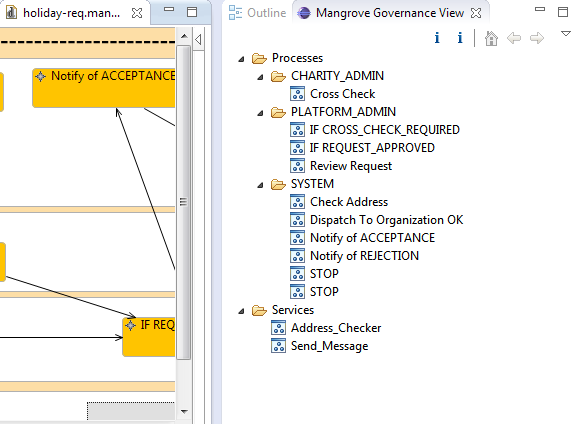 holiday-req.man...
Notify of ACCEPTANCE
IF REQ
Outline
Mangrove Governance View
Processes
CHARITY_ADMIN
Cross Check
PLATFORM_ADMIN
IF CROSS_CHECK_REQUIRED
IF REQUEST_APPROVED
Review Request
SYSTEM
Check Address
Dispatch To Organization OK
Notify of ACCEPTANCE
Notify of REJECTION
STOP
STOP
Services
Address_Checker
Send_Message